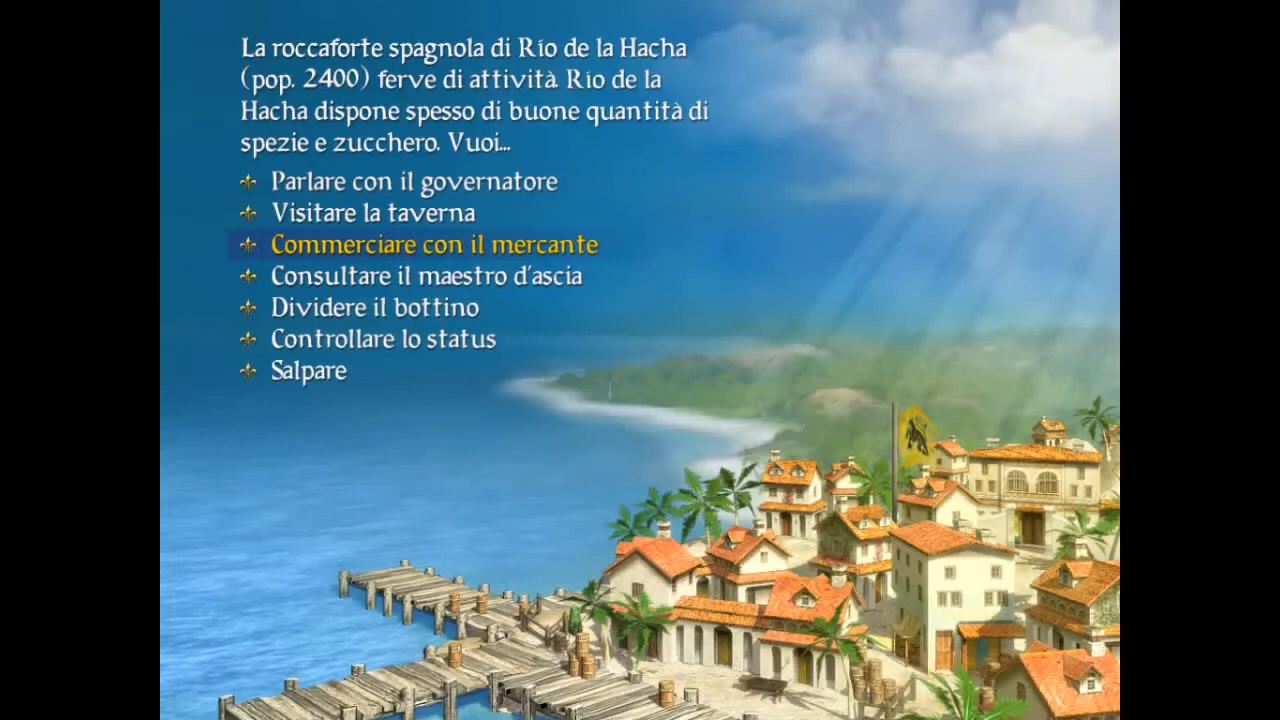 La roccaforte spagnola di Rio de la Hacha
(pop. 2400) ferve di attività. Rio de la
Hacha dispone spesso di buone quantità di
spezie e zucchero. Vuoi...
Parlare con il governatore
Visitare la taverna
Commerciare con il mercante
Consultare il maestro d'ascia
Dividere il bottino
Controllare lo status
Salpare